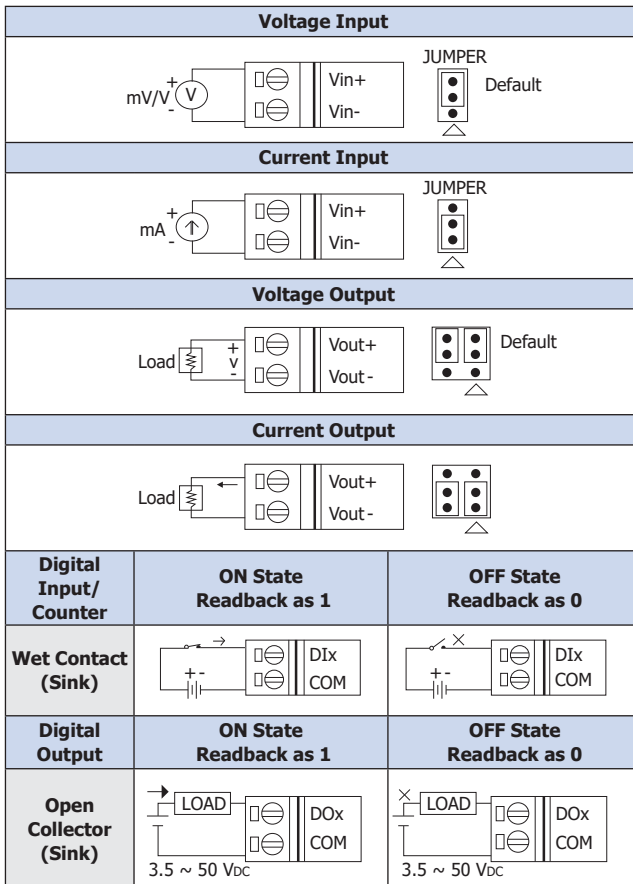 Voltage Input
JUMPER
mV/V
+
-
V
Vin+
Vin-
Default
Current Input
JUMPER
mA
+
-
Vin+
Vin-
Voltage Output
Load
+
V
-
Vout+
Vout-
Default
Current Output
Load
Vout+
Vout-
Digital
Input/
Counter
ON State
Readback as 1
OFF State
Readback as 0
Wet Contact
(Sink)
+ -
DIx
COM
+ -
DIx
COM
Digital
Output
ON State
Readback as 1
OFF State
Readback as 0
Open
Collector
(Sink)
LOAD
DOx
COM
3.5 ~ 50 VDC
LOAD
DOx
COM
3.5 ~ 50 VDC